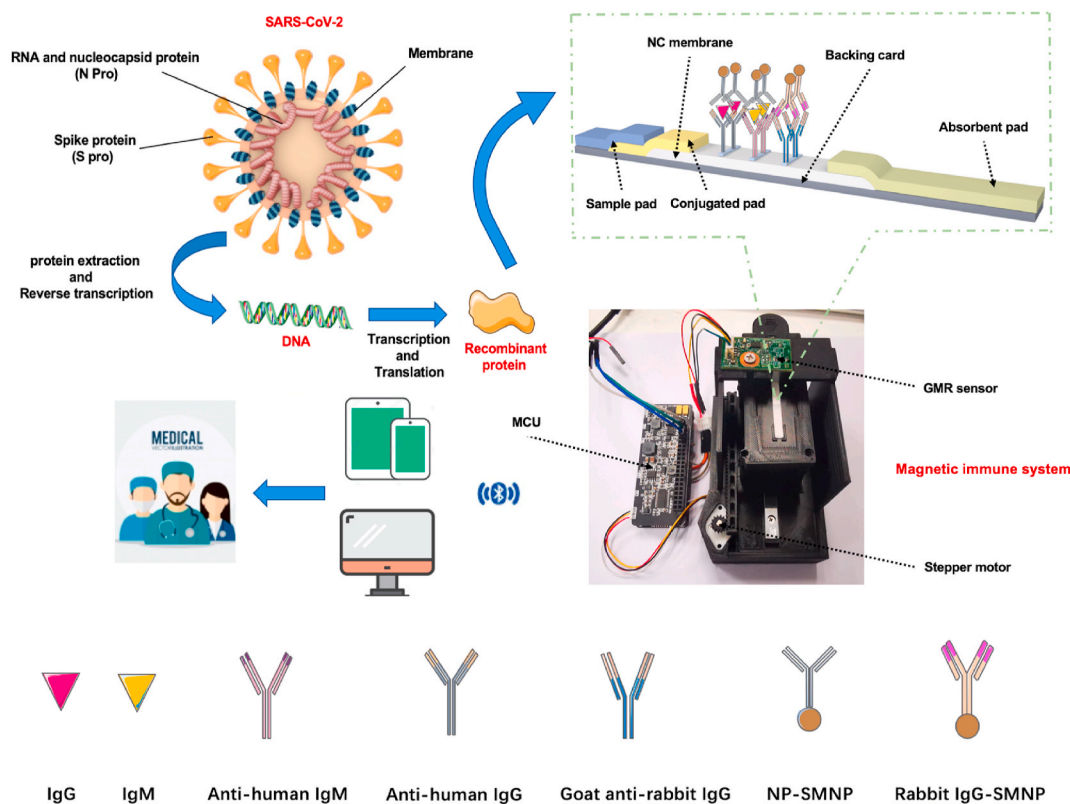 SARS-CoV-2
RNA and nucleocapsid protein
(N Pro)
Membrane
Spike protein
(S pro)
NC membrane
Backing card
Absorbent pad
Sample pad
Conjugated pad
protein extraction
and
Reverse transcription
DNA
Transcription
and
Translation
Recombinant
protein
MEDICAL
VECTOR ILLUSTRATION
MCU
GMR sensor
Magnetic immune system
Stepper motor
IgG
IgM
Anti-human IgM
Anti-human IgG
Goat anti-rabbit IgG
NP-SMNP
Rabbit IgG-SMNP